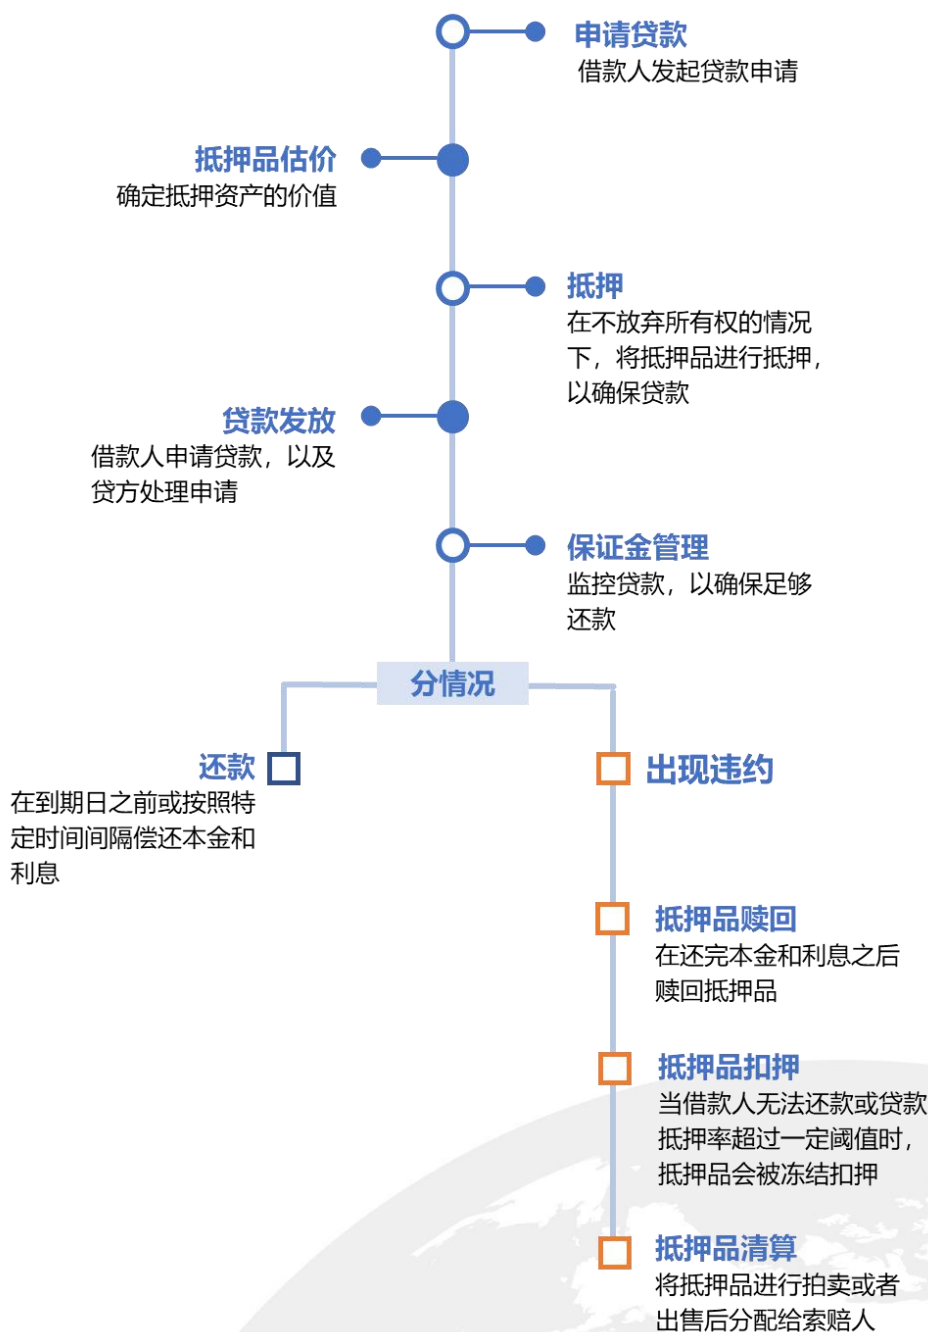 申请贷款
借款人发起贷款申请
抵押品估价
确定抵押资产的价值
抵押
在不放弃所有权的情况
下，将抵押品进行抵押，
以确保贷款
贷款发放
借款人申请贷款，以及
贷方处理申请
保证金管理
监控贷款，以确保足够
还款
分情况
还款
在到期日之前或按照特
定时间间隔偿还本金和
利息
出现违约
抵押品赎回
在还完本金和利息之后
赎回抵押品
抵押品扣押
当借款人无法还款或贷款
抵押率超过一定阈值时，
抵押品会被冻结扣押
抵押品清算
将抵押品进行拍卖或者
出售后分配给索赔人